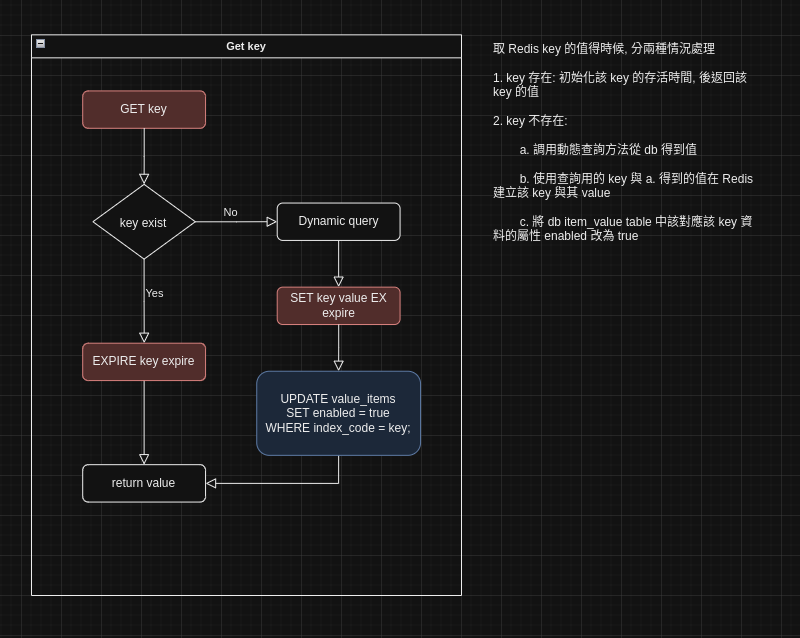 Get key
GET key
key exist
No
Dynamic query
Yes
SET key value EX
expire
EXPIRE key expire
UPDATE value_items
SET enabled = true
WHERE index_code = key;
return value
取 Redis key 的值得時候, 分兩種情況處理
1. key 存在: 初始化該 key 的存活時間, 後返回該
key 的值
2. key 不存在:
a. 調用動態查詢方法從 db 得到值
b. 使用查詢用的 key 與 a. 得到的值在 Redis
建立該 key 與其 value
c. 將 db item_value table 中該對應該 key 資
料的屬性 enabled 改為 true